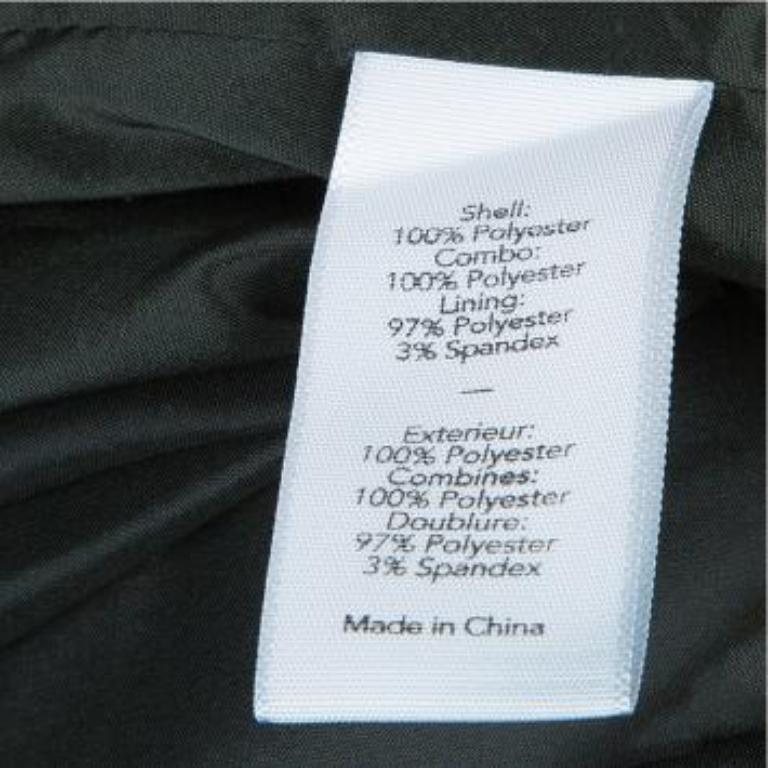 Shell:
100% Polyester
Combo:
100% Polyester
Lining:
97% Polyester
3% Spandex
—
Exterieur:
100% Polyester
Combines:
100% Polyester
Doublure:
97% Polyester
3% Spandex
Made in China